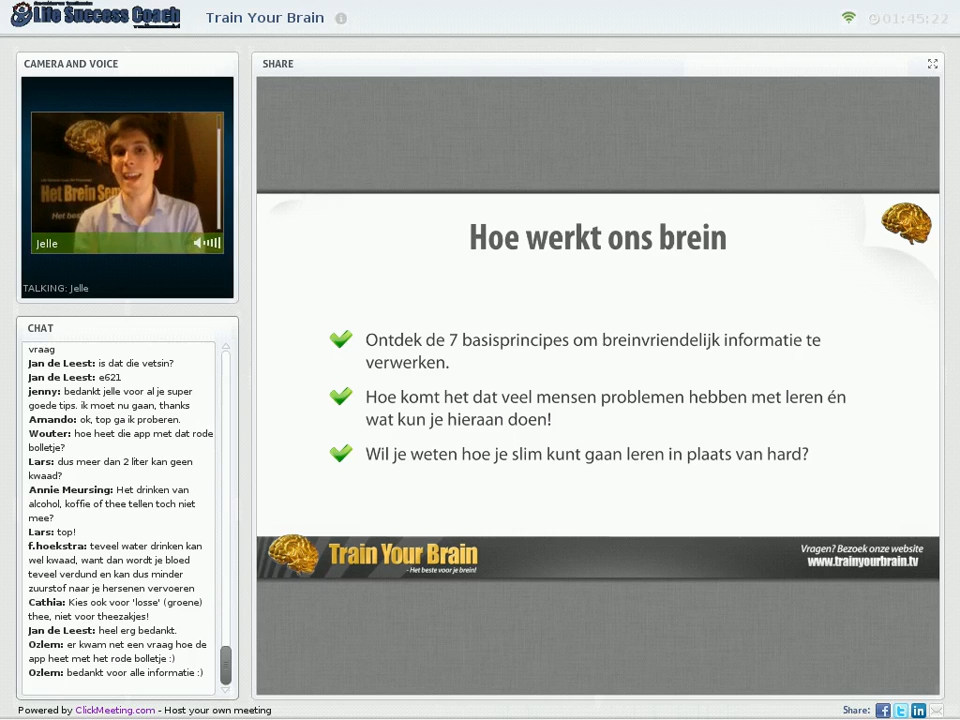 Life Success Coach
Train Your Brain
01:45:22
CAMERA AND VOICE
SHARE
Het Brein Sem
Het bes
Jelle
TALKING: Jelle
Hoe werkt ons brein
Ontdek de 7 basisprincipes om breinvriendelijk informatie te
verwerken.
Hoe komt het dat veel mensen problemen hebben met leren én
wat kun je hieraan doen!
Wil je weten hoe je slim kunt gaan leren in plaats van hard?
Train Your Brain
- Het beste voor je brein!
Vragen? Bezoek onze website
www.trainyourbrain.tv
CHAT
vraag
Jan de Leest: is dat die vetsin?
Jan de Leest: e621
jenny: bedankt jelle voor al je super
goede tips. ik moet nu gaan, thanks
Amando: ok, top ga ik proberen.
Wouter: hoe heet die app met dat rode
bolletje?
Lars: dus meer dan 2 liter kan geen
kwaad?
Annie Meursing: Het drinken van
alcohol, koffie of thee tellen toch niet
mee?
Lars: top!
f.hoekstra: teveel water drinken kan
wel kwaad, want dan wordt je bloed
teveel verdund en kan dus minder
zuurstof naar je hersenen vervoeren
Cathia: Kies ook voor 'losse' (groene)
thee, niet voor theezakjes!
Jan de Leest: heel erg bedankt.
Ozlem: er kwam net een vraag hoe de
app heet met het rode bolletje :)
Ozlem: bedankt voor alle informatie :)
Powered by ClickMeeting.com - Host your own meeting
Share: